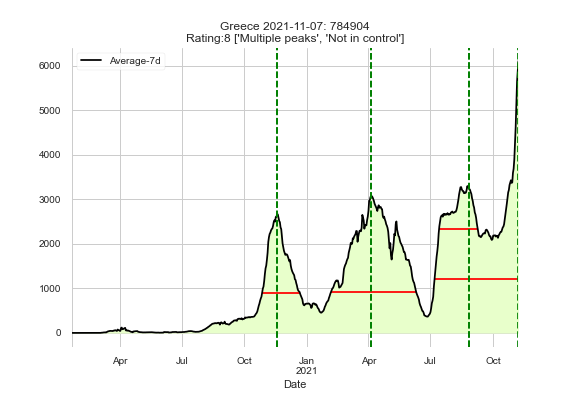 Greece 2021-11-07: 784904
Rating:8 ['Multiple peaks', 'Not in control']
Average-7d
6000
5000
4000
3000
2000
1000
0
Apr Jul Oct Jan Apr Jul Oct
2021
Date